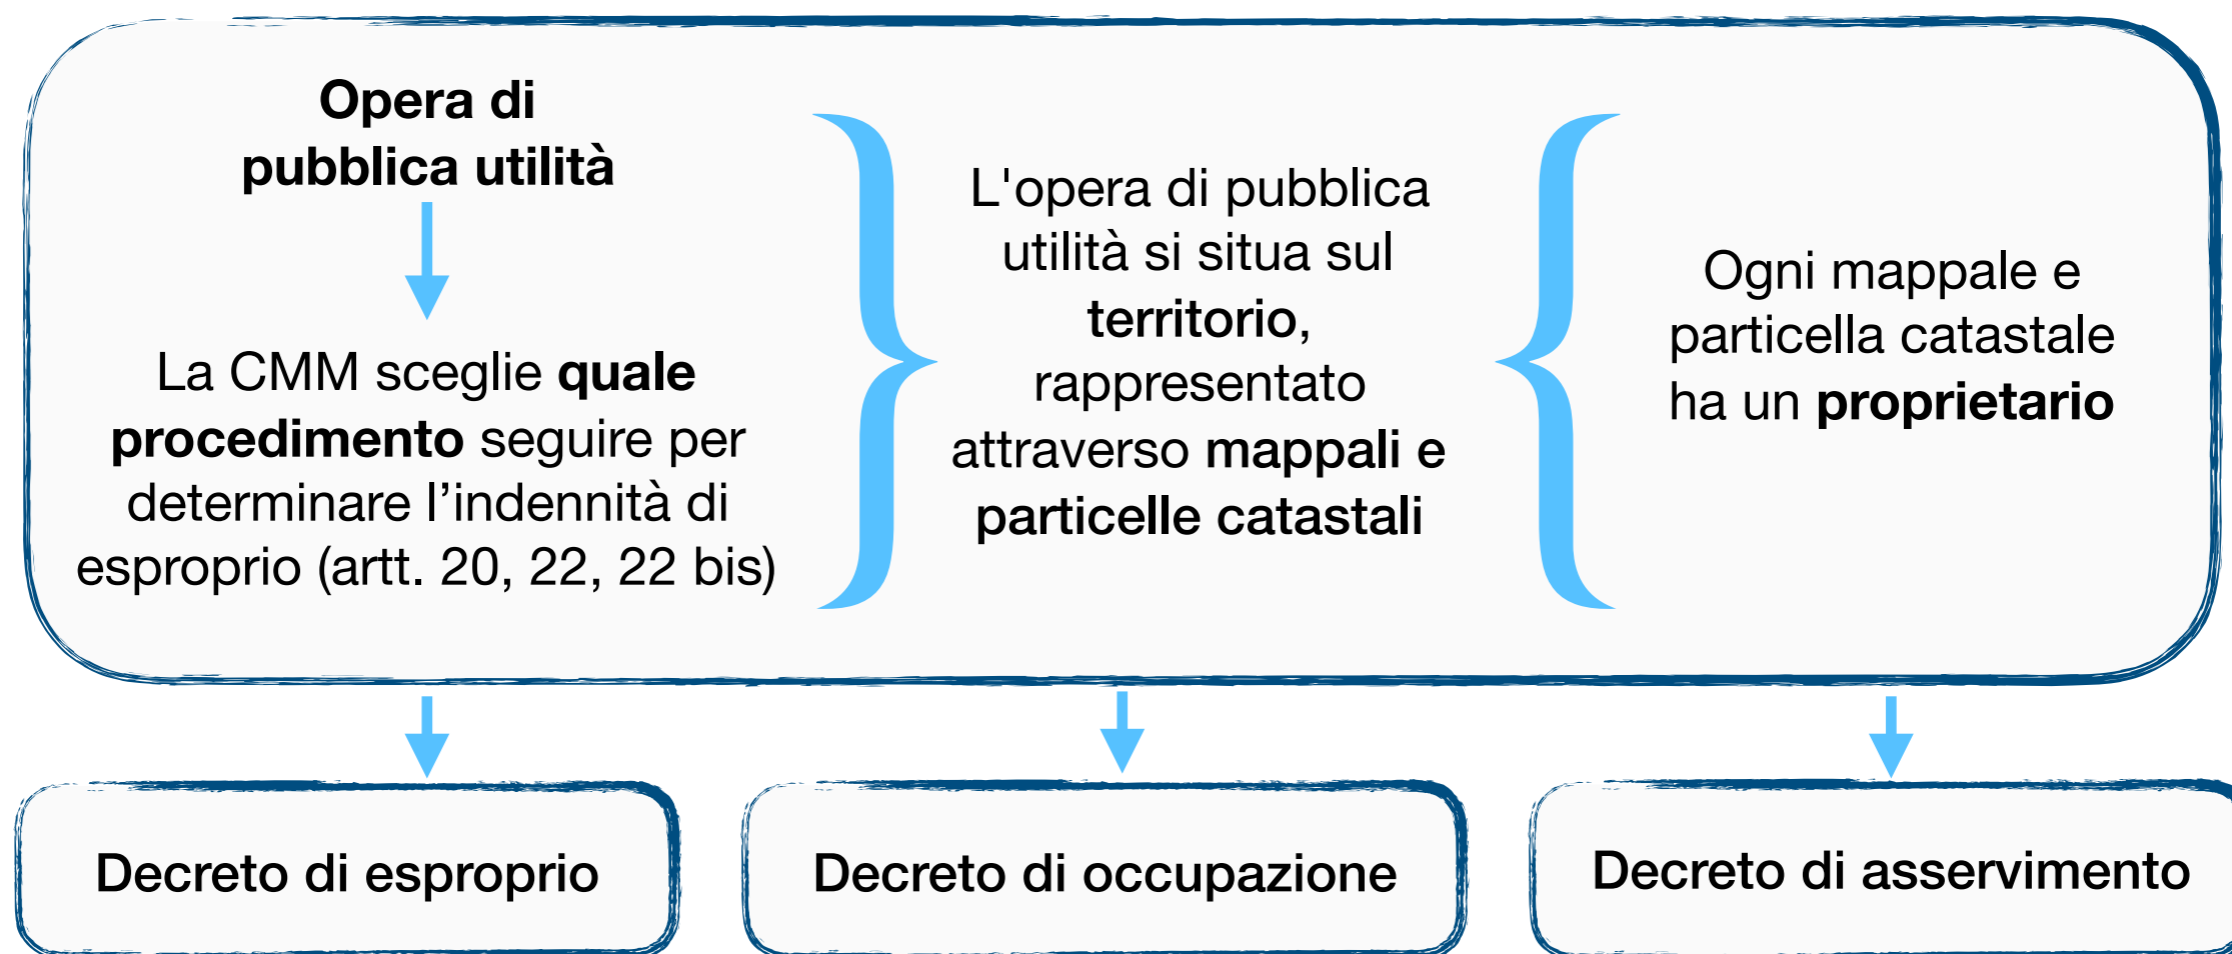 Opera di
pubblica utilità
La CMM sceglie quale
procedimento seguire per
determinare l’indennità di
esproprio (artt. 20, 22, 22 bis)
L'opera di pubblica
utilità si situa sul
territorio,
rappresentato
attraverso mappali e
particelle catastali
Ogni mappale e
particella catastale
ha un proprietario
Decreto di esproprio
Decreto di occupazione
Decreto di asservimento